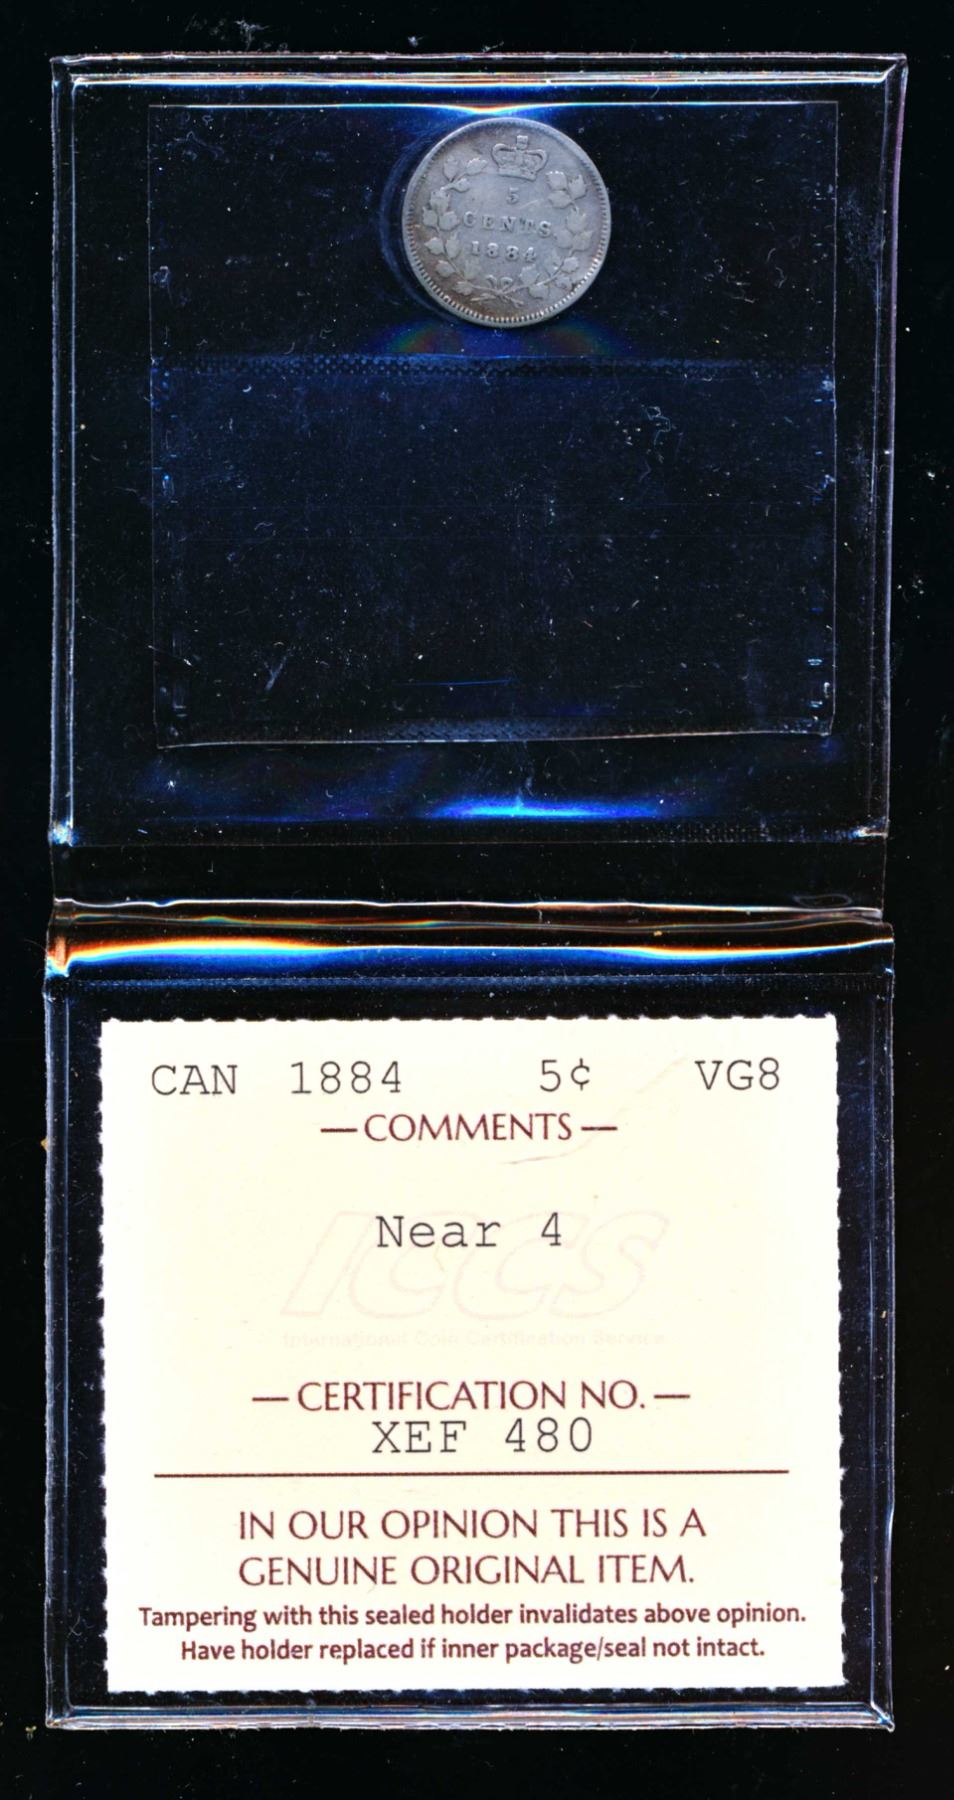 5
CENTS
1884
CAN 1884 5¢ VG8
— COMMENTS —
Near 4
ICCS
International Coin Certification Service
— CERTIFICATION NO. —
XEF 480
IN OUR OPINION THIS IS A
GENUINE ORIGINAL ITEM.
Tampering with this sealed holder invalidates above opinion.
Have holder replaced if inner package/seal not intact.